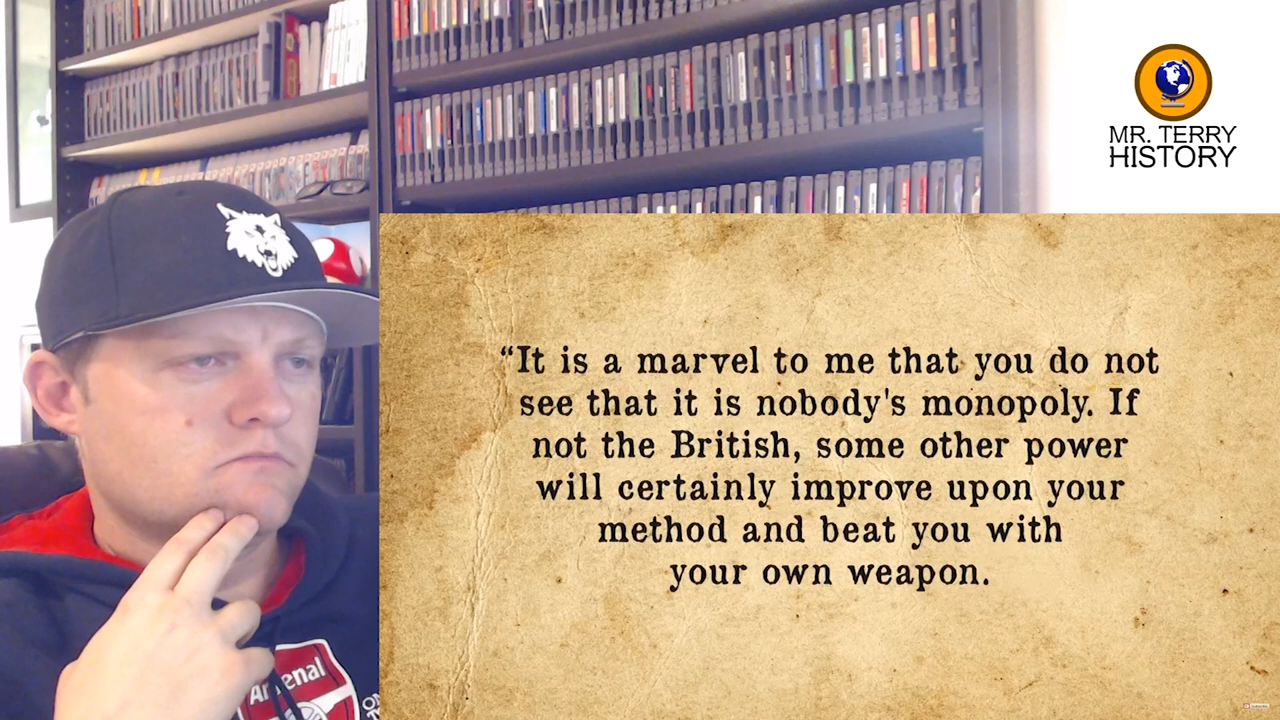 MR. TERRY
HISTORY
“It is a marvel to me that you do not
see that it is nobody's monopoly. If
not the British, some other power
will certainly improve upon your
method and beat you with
your own weapon.
Arsenal